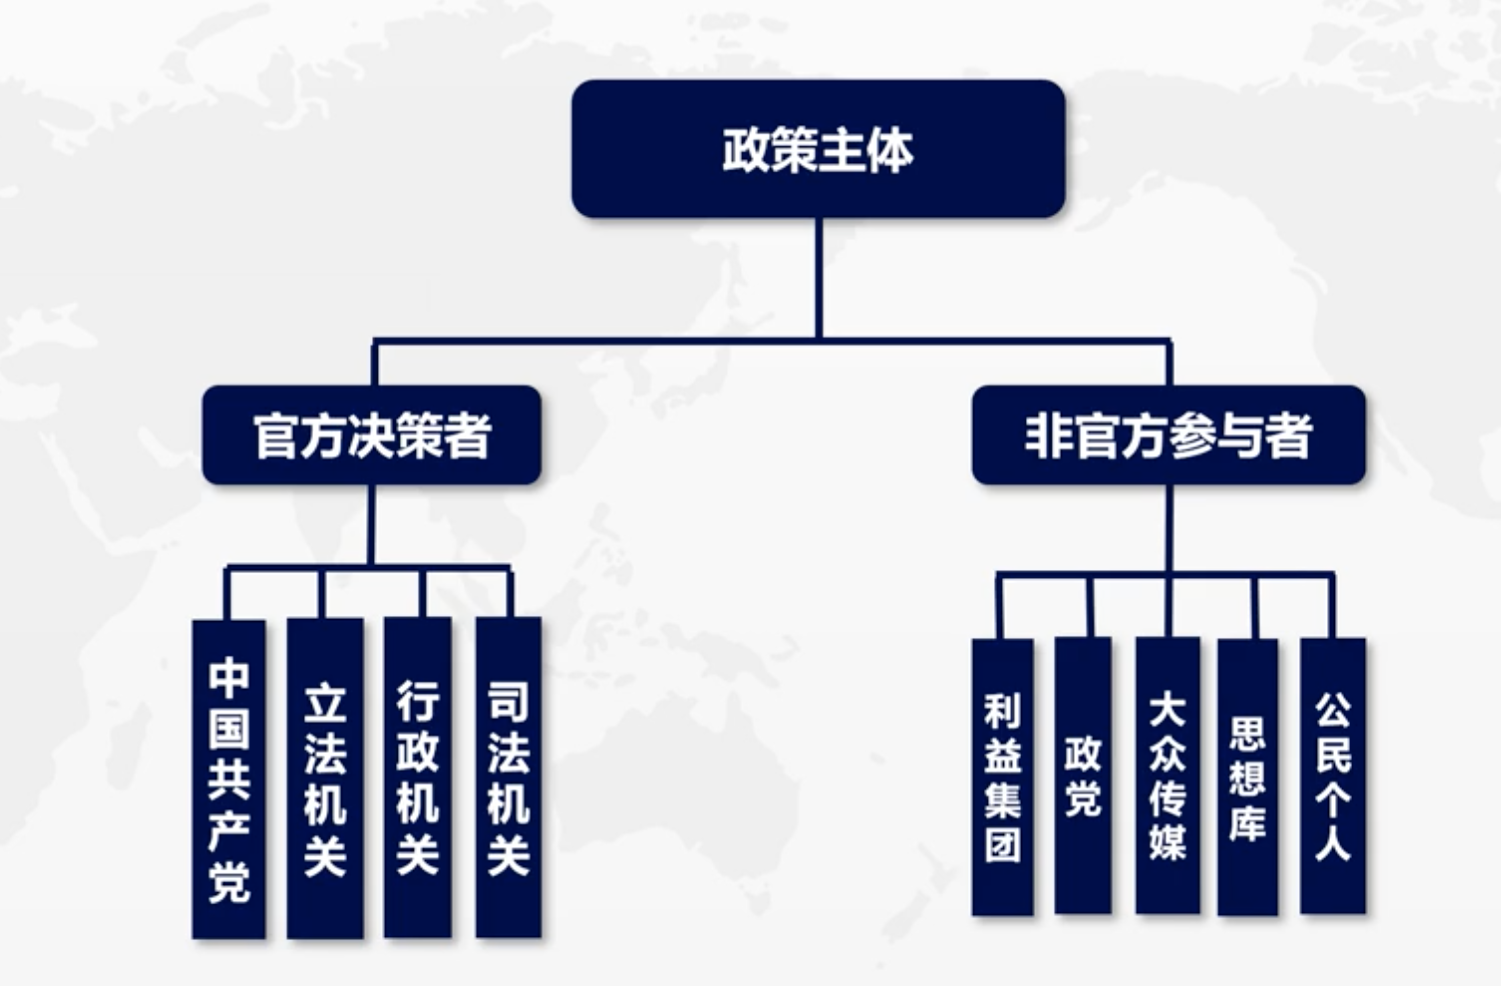 政策主体
官方决策者
非官方参与者
中国共产党
立法机关
行政机关
司法机关
利益集团
政党
大众传媒
思想库
公民个人